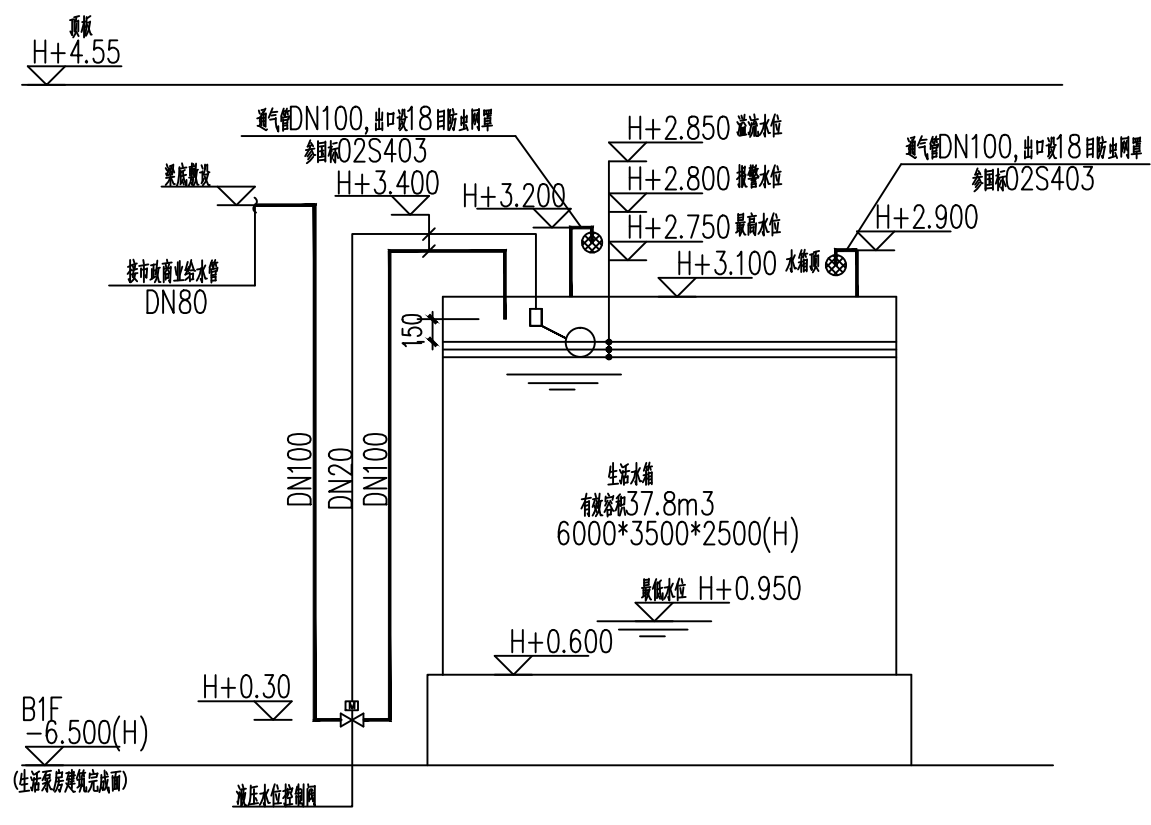 顶板
H+4.55
通气管DN100,出口设18目防虫网罩
参国标02S403
H+2.850 溢流水位
通气管DN100,出口设18目防虫网罩
参国标02S403
梁底敷设
H+3.400
H+3.200
H+2.800 报警水位
H+2.750 最高水位
H+2.900
接市政商业给水管
DN80
H+3.100 水箱顶
150
DN100
DN20
DN100
生活水箱
有效容积37.8m3
6000*3500*2500(H)
最低水位 H+0.950
H+0.600
H+0.30
M
B1F
-6.500(H)
(生活泵房建筑完成面)
液压水位控制阀